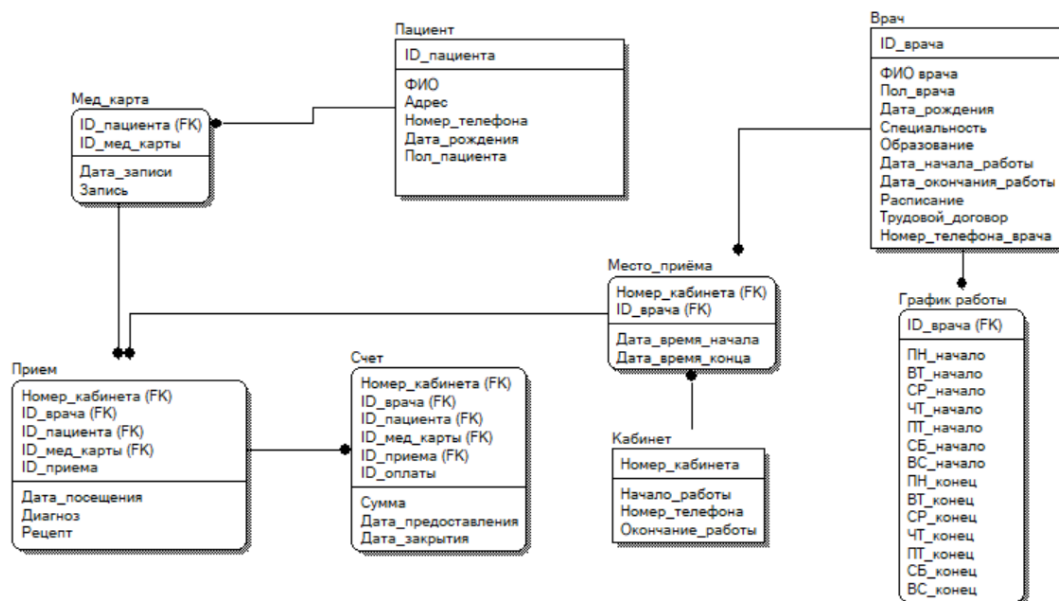 Пациент
ID_пациента
ФИО
Адрес
Номер_телефона
Дата_рождения
Пол_пациента
Врач
ID_врача
ФИО врача
Пол_врача
Дата_рождения
Специальность
Образование
Дата_начала_работы
Дата_окончания_работы
Расписание
Трудовой_договор
Номер_телефона_врача
Мед_карта
ID_пациента (FK)
ID_мед_карты
Дата_записи
Запись
Место_приёма
Номер_кабинета (FK)
ID_врача (FK)
Дата_время_начала
Дата_время_конца
График работы
ID_врача (FK)
ПН_начало
ВТ_начало
СР_начало
ЧТ_начало
ПТ_начало
СБ_начало
ВС_начало
ПН_конец
ВТ_конец
СР_конец
ЧТ_конец
ПТ_конец
СБ_конец
ВС_конец
Прием
Номер_кабинета (FK)
ID_врача (FK)
ID_пациента (FK)
ID_мед_карты (FK)
ID_приема
Дата_посещения
Диагноз
Рецепт
Счет
Номер_кабинета (FK)
ID_врача (FK)
ID_пациента (FK)
ID_мед_карты (FK)
ID_приема (FK)
ID_оплаты
Сумма
Дата_предоставления
Дата_закрытия
Кабинет
Номер_кабинета
Начало_работы
Номер_телефона
Окончание_работы